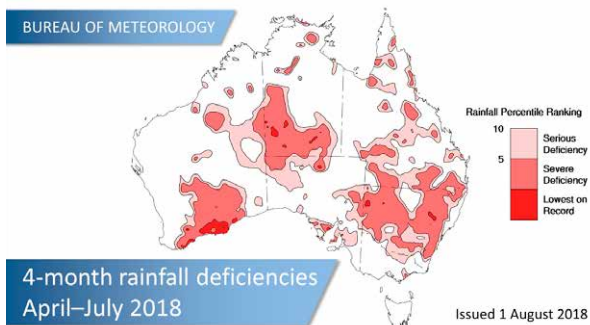 BUREAU OF METEOROLOGY
Rainfall Percentile Ranking
10
Serious
Deficiency
5
Severe
Deficiency
Lowest on
Record
4-month rainfall deficiencies
April–July 2018
Issued 1 August 2018